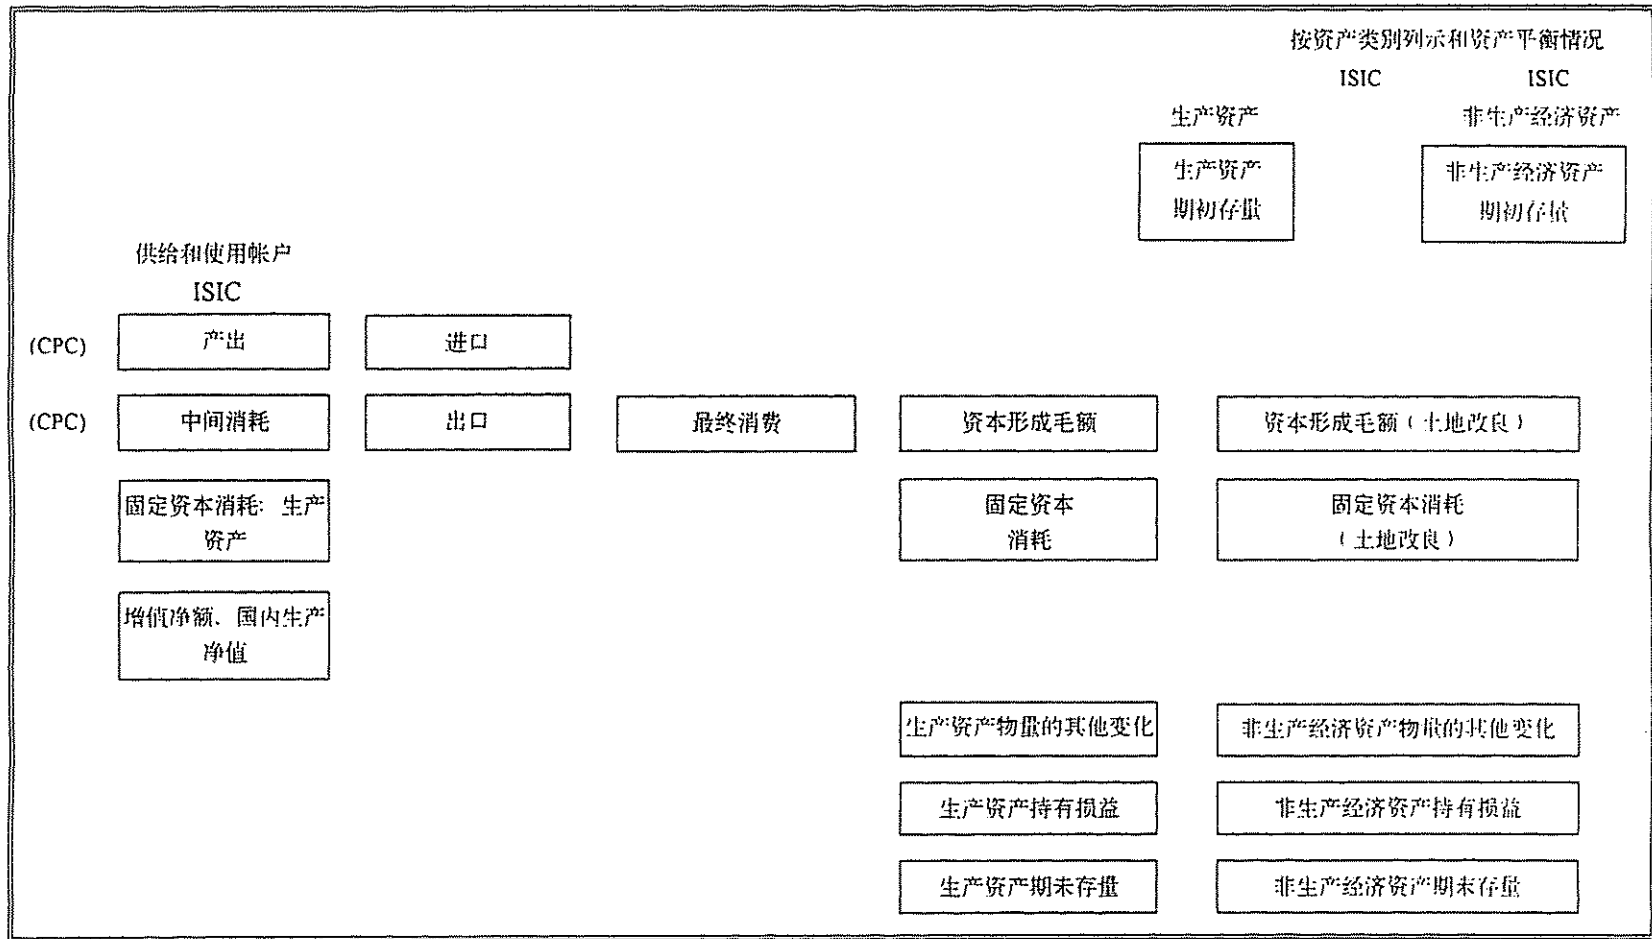 按资产类别列示和资产平衡情况
ISIC ISIC
生产资产 非生产经济资产
生产资产
期初存量
非生产经济资产
期初存量
供给和使用帐户
ISIC
(CPC) 产出 进口
(CPC) 中间消耗 出口 最终消费 资本形成毛额 资本形成毛额(土地改良)
固定资本消耗: 生产
资产
固定资本
消耗
固定资本消耗
(土地改良)
增值净额、国内生产
净值
生产资产物量的其他变化 非生产经济资产物量的其他变化
生产资产持有损益 非生产经济资产持有损益
生产资产期末存量 非生产经济资产期末存量